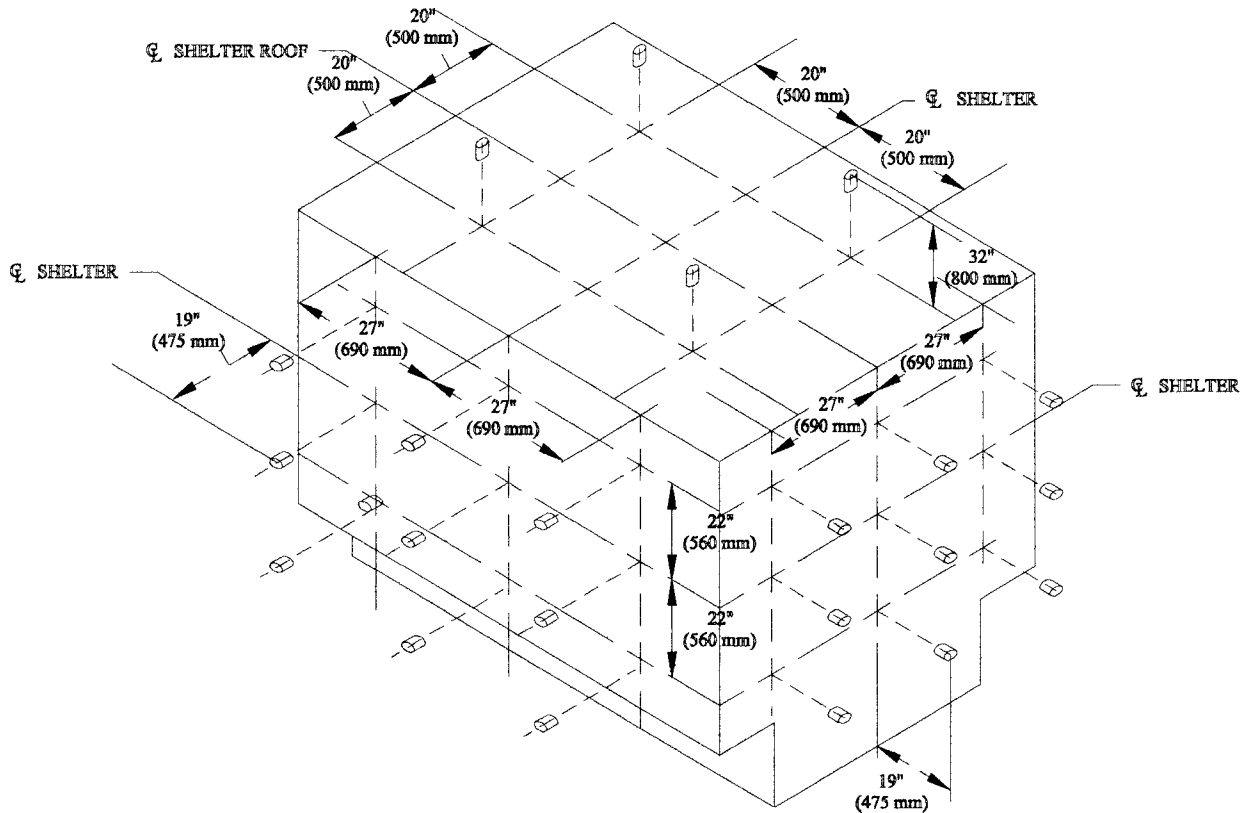 20"
(500 mm)
℄ SHELTER ROOF
20"
(500 mm)
20"
(500 mm)
℄ SHELTER
20"
(500 mm)
32"
(800 mm)
℄ SHELTER
19"
(475 mm)
27"
(690 mm)
27"
(690 mm)
27"
(690 mm)
27"
(690 mm)
℄ SHELTER
22"
(560 mm)
22"
(560 mm)
19"
(475 mm)